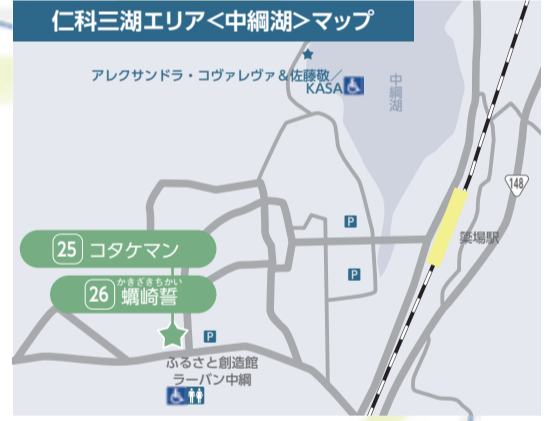 仁科三湖エリア<中綱湖>マップ
アレクサンドラ・コヴァレヴァ&佐藤敬/
KASA
中綱湖
148
P
簗場駅
25 コタケマン
P
かきざきちかい
26 蠣崎誓
P
ふるさと創造館
ラーバン中綱